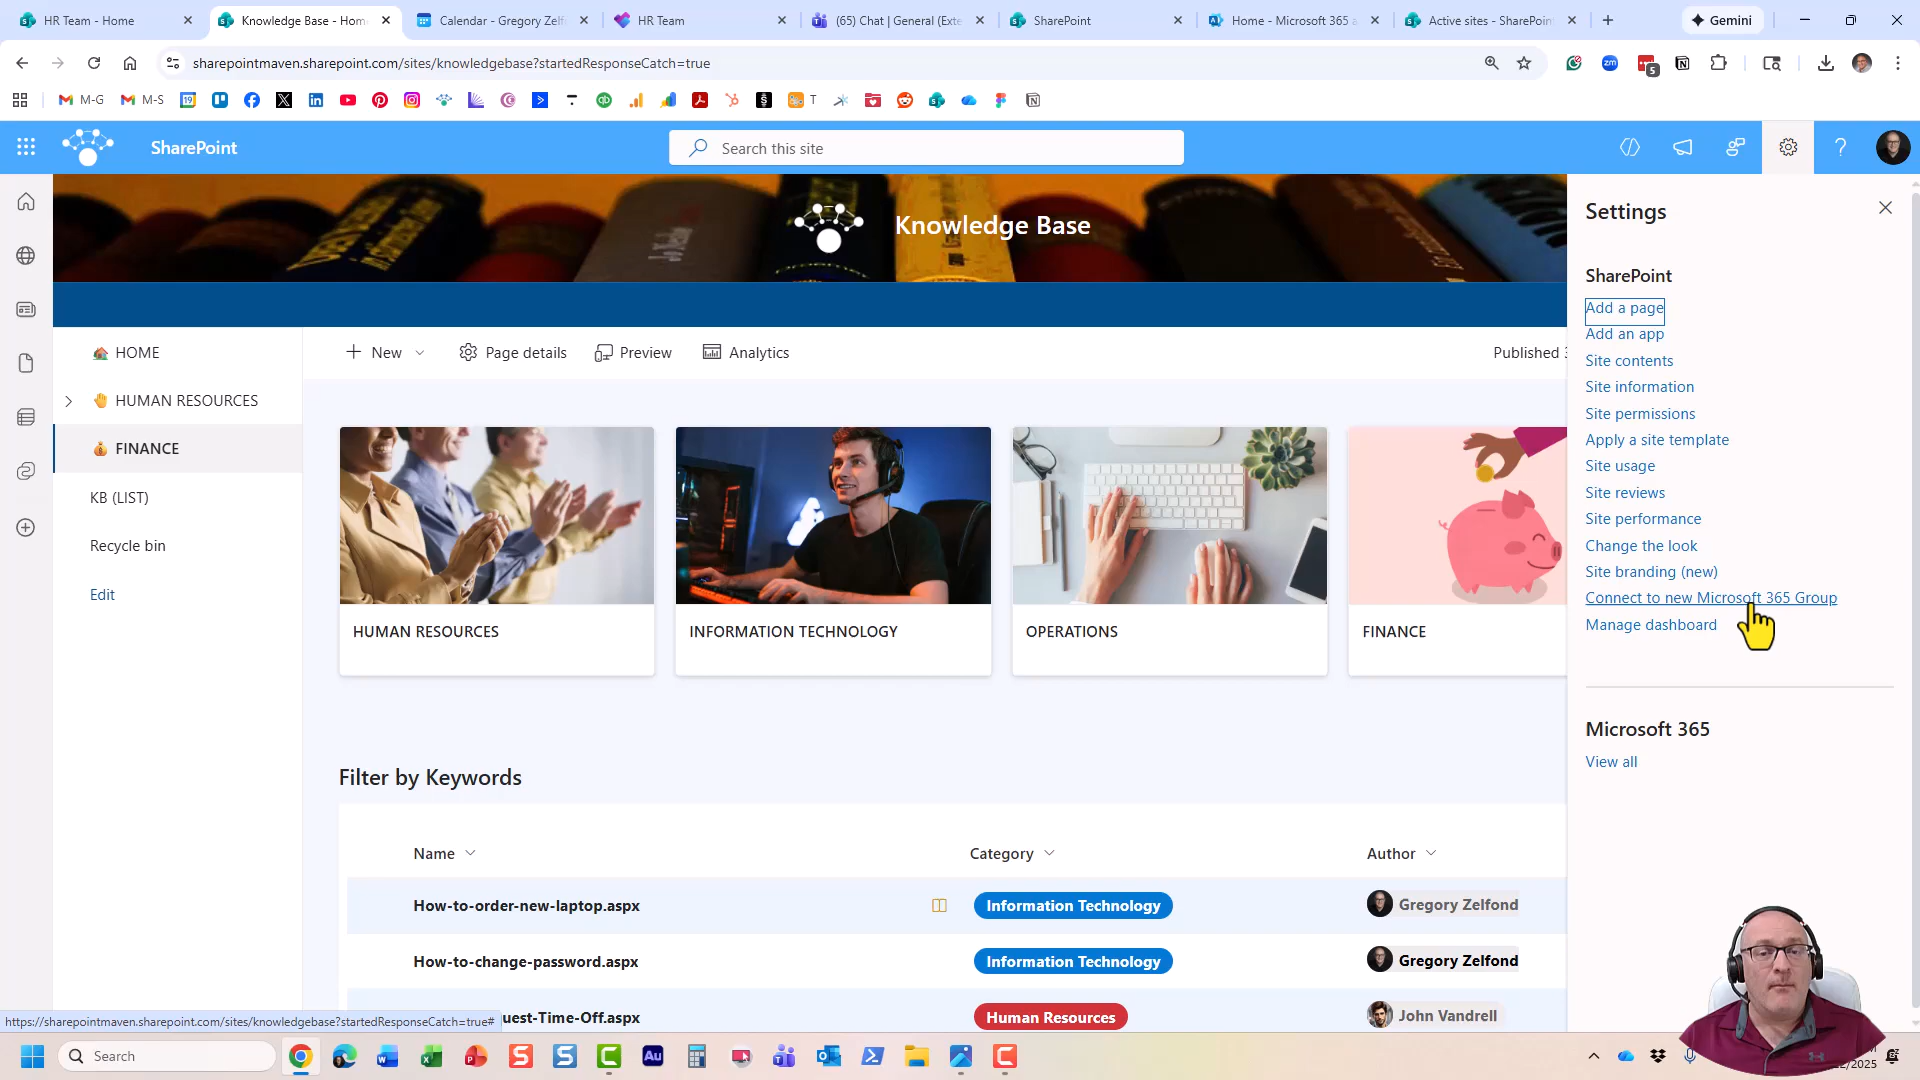 HR Team - Home
Knowledge Base - Hom
Calendar - Gregory Zelf
HR Team
(65) Chat | General (Exte
SharePoint
Home - Microsoft 365 a
Active sites - SharePoint
Gemini
sharepointmaven.sharepoint.com/sites/knowledgebase?startedResponseCatch=true
zm
5
M-G
M-S
19
T
SharePoint
Search this site
Knowledge Base
HOME
HUMAN RESOURCES
FINANCE
KB (LIST)
Recycle bin
Edit
New
Page details
Preview
Analytics
Published 3
HUMAN RESOURCES
INFORMATION TECHNOLOGY
OPERATIONS
FINANCE
Filter by Keywords
Name
Category
Author
How-to-order-new-laptop.aspx
Information Technology
Gregory Zelfond
How-to-change-password.aspx
Information Technology
Gregory Zelfond
uest-Time-Off.aspx
Human Resources
John Vandrell
Settings
SharePoint
Add a page
Add an app
Site contents
Site information
Site permissions
Apply a site template
Site usage
Site reviews
Site performance
Change the look
Site branding (new)
Connect to new Microsoft 365 Group
Manage dashboard
Microsoft 365
View all
https://sharepointmaven.sharepoint.com/sites/knowledgebase?startedResponseCatch=true#
Search
Au